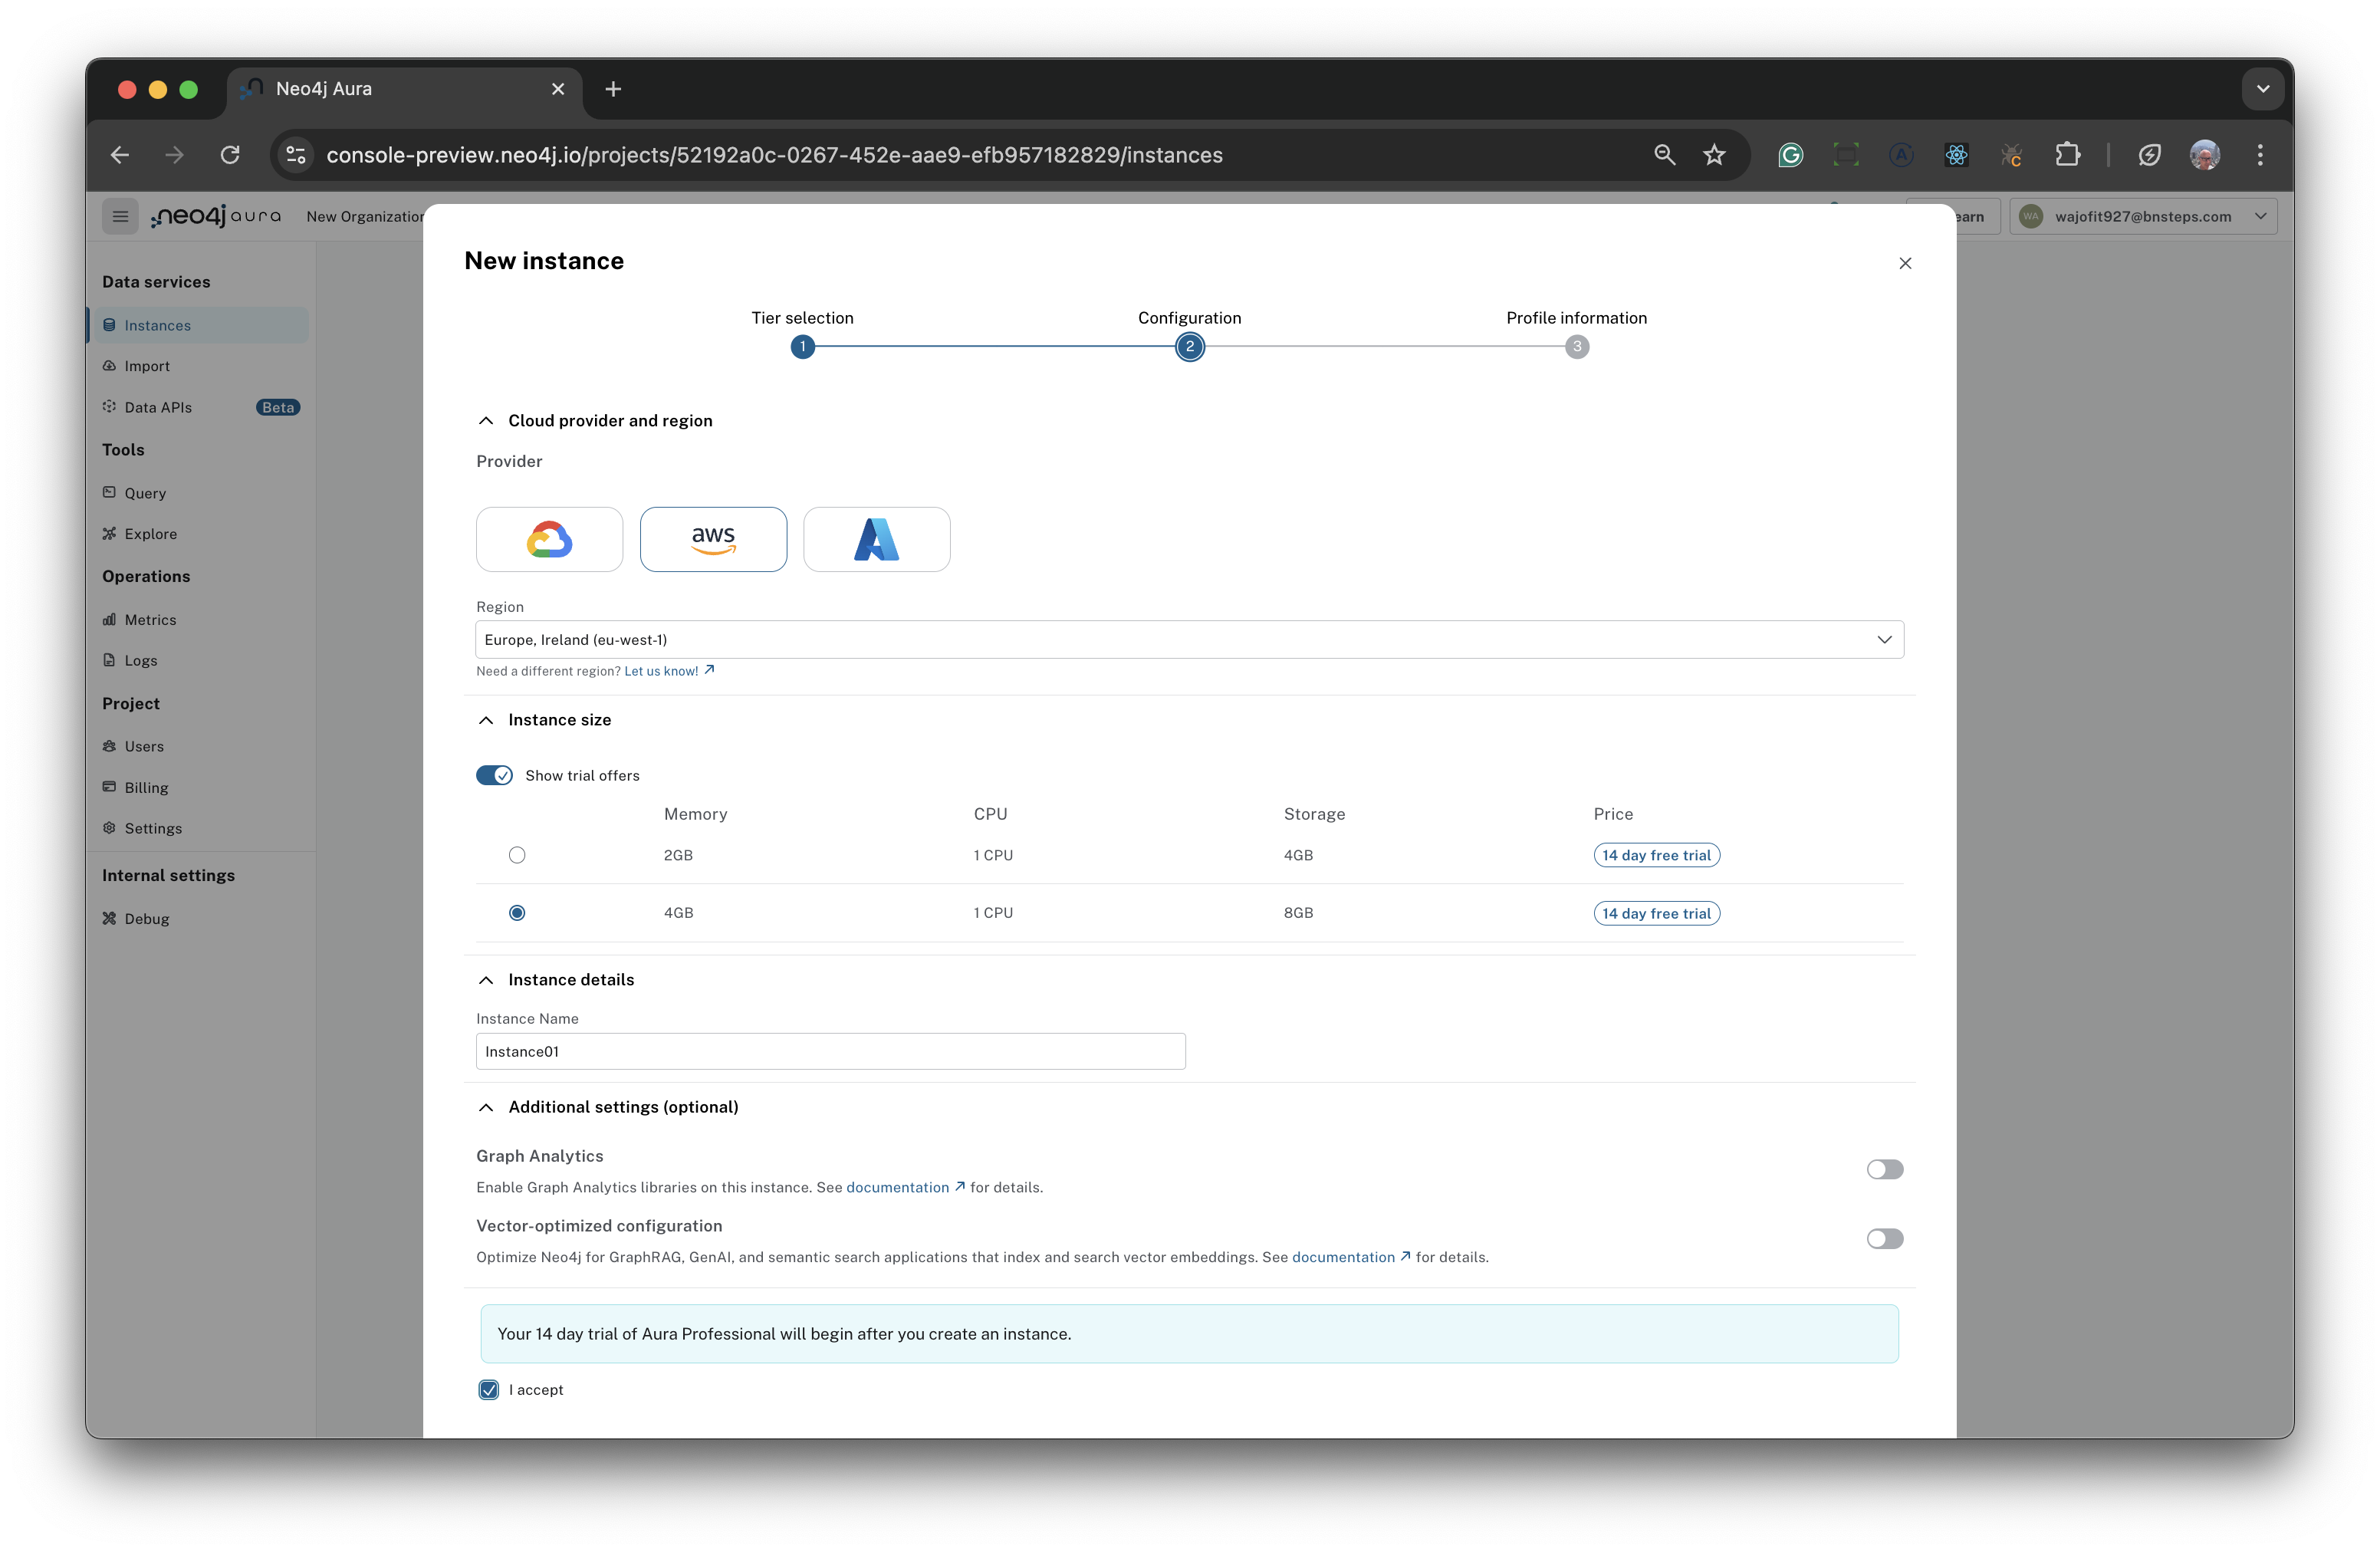 Neo4j Aura
console-preview.neo4j.io/projects/52192a0c-0267-452e-aae9-efb957182829/instances
neo4j aura
New Organization
earn
WA
wajofit927@bnsteps.com
Data services
Instances
Import
Data APIs
Beta
Tools
Query
Explore
Operations
Metrics
Logs
Project
Users
Billing
Settings
Internal settings
Debug
New instance
Tier selection
Configuration
Profile information
1
2
3
Cloud provider and region
Provider
aws
Region
Europe, Ireland (eu-west-1)
Need a different region? Let us know!
Instance size
Show trial offers
Memory CPU Storage Price
2GB 1 CPU 4GB 14 day free trial
4GB 1 CPU 8GB 14 day free trial
Instance details
Instance Name
Instance01
Additional settings (optional)
Graph Analytics
Enable Graph Analytics libraries on this instance. See documentation for details.
Vector-optimized configuration
Optimize Neo4j for GraphRAG, GenAI, and semantic search applications that index and search vector embeddings. See documentation for details.
Your 14 day trial of Aura Professional will begin after you create an instance.
I accept